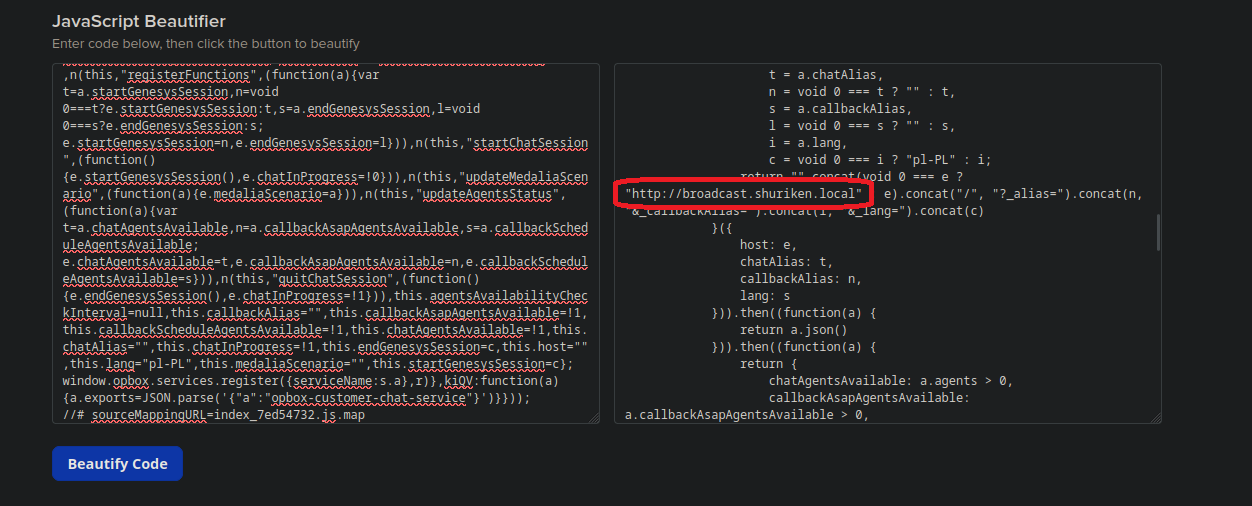 JavaScript Beautifier
Enter code below, then click the button to beautify
,n(this,"registerFunctions",(function(a){var
t=a.startGenesysSession,n=void
0===t?e.startGenesysSession:t,s=a.endGenesysSession,l=void
0===s?e.endGenesysSession:s;
e.startGenesysSession=n,e.endGenesysSession=l})),n(this,"startChatSession
",(function()
{e.startGenesysSession(),e.chatInProgress=!0})),n(this,"updateMedaliaScen
ario",(function(a){e.medaliaScenario=a})),n(this,"updateAgentsStatus",
(function(a){var
t=a.chatAgentsAvailable,n=a.callbackAsapAgentsAvailable,s=a.callbackSched
uleAgentsAvailable;
e.chatAgentsAvailable=t,e.callbackAsapAgentsAvailable=n,e.callbackSchedul
eAgentsAvailable=s})),n(this,"quitChatSession",(function()
{e.endGenesysSession(),e.chatInProgress=!1})),this.agentsAvailabilityChec
kInterval=null,this.callbackAlias="",this.callbackAsapAgentsAvailable=!1,
this.callbackScheduleAgentsAvailable=!1,this.chatAgentsAvailable=!1,this.
chatAlias="",this.chatInProgress=!1,this.endGenesysSession=c,this.host=""
,this.lang="pl-PL",this.medaliaScenario="",this.startGenesysSession=c};
window.opbox.services.register({serviceName:s.a},r)},kiQV:function(a)
{a.exports=JSON.parse('{"a":"opbox-customer-chat-service"}')}}));
//# sourceMappingURL=index_7ed54732.js.map
t = a.chatAlias,
n = void 0 === t ? "" : t,
s = a.callbackAlias,
l = void 0 === s ? "" : s,
i = a.lang,
c = void 0 === i ? "pl-PL" : i;
return "".concat(void 0 === e ?
"http://broadcast.shuriken.local" e).concat("/", "?_alias=").concat(n,
&_callbackAlias=").concat(l, "&_lang=").concat(c)
}({
host: e,
chatAlias: t,
callbackAlias: n,
lang: s
})).then((function(a) {
return a.json()
})).then((function(a) {
return {
chatAgentsAvailable: a.agents > 0,
callbackAsapAgentsAvailable:
a.callbackAsapAgentsAvailable > 0,
Beautify Code